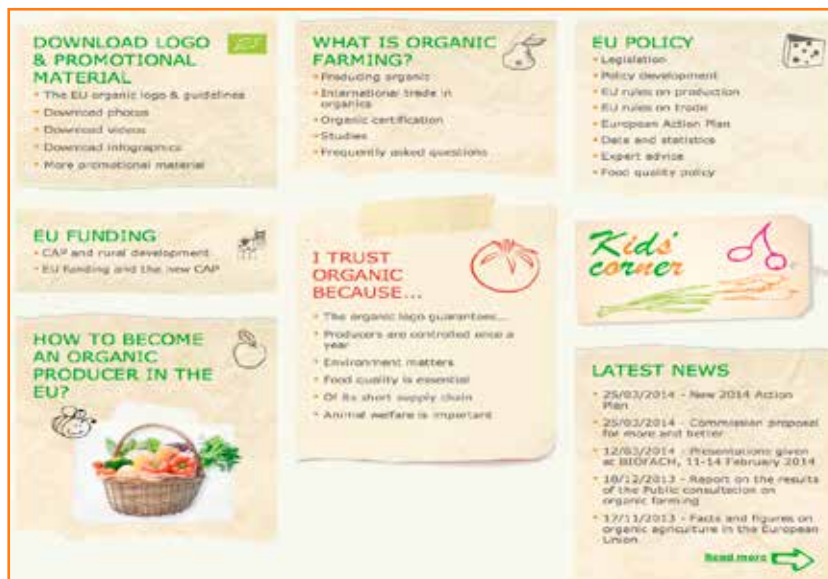 DOWNLOAD LOGO
& PROMOTIONAL
MATERIAL
The EU organic logo & guidelines
Download photos
Download videos
Download infographics
More promotional material
EU FUNDING
CAP and rural development
EU funding and the new CAP
HOW TO BECOME
AN ORGANIC
PRODUCER IN THE
EU?
WHAT IS ORGANIC
FARMING?
Producing organic
International trade in
organics
Organic certification
Studies
Frequently asked questions
I TRUST
ORGANIC
BECAUSE...
The organic logo guarantees...
Producers are controlled once a
year
Environment matters
Food quality is essential
Of its short supply chain
Animal welfare is important
EU POLICY
Legislation
Policy development
EU rules on production
EU rules on trade
European Action Plan
Data and statistics
Expert advice
Food quality policy
Kids'
corner
LATEST NEWS
25/03/2014 - New 2014 Action
Plan
25/03/2014 - Commission proposal
for more and better
12/03/2014 - Presentations given
at BIOFACH, 11-14 February 2014
18/12/2013 - Report on the results
of the Public consultation on
organic farming
17/11/2013 - Facts and figures on
organic agriculture in the European
Union
Read more